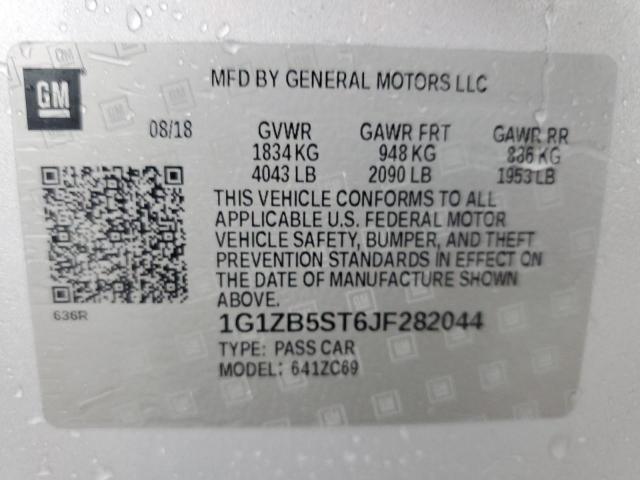 GM
MFD BY GENERAL MOTORS LLC
08/18 GVWR GAWR FRT GAWR RR
1834 KG 948 KG 886 KG
4043 LB 2090 LB 1953 LB
THIS VEHICLE CONFORMS TO ALL
APPLICABLE U.S. FEDERAL MOTOR
VEHICLE SAFETY, BUMPER, AND THEFT
PREVENTION STANDARDS IN EFFECT ON
THE DATE OF MANUFACTURE SHOWN
ABOVE.
636R
1G1ZB5ST6JF282044
TYPE: PASS CAR
MODEL: 641ZC69